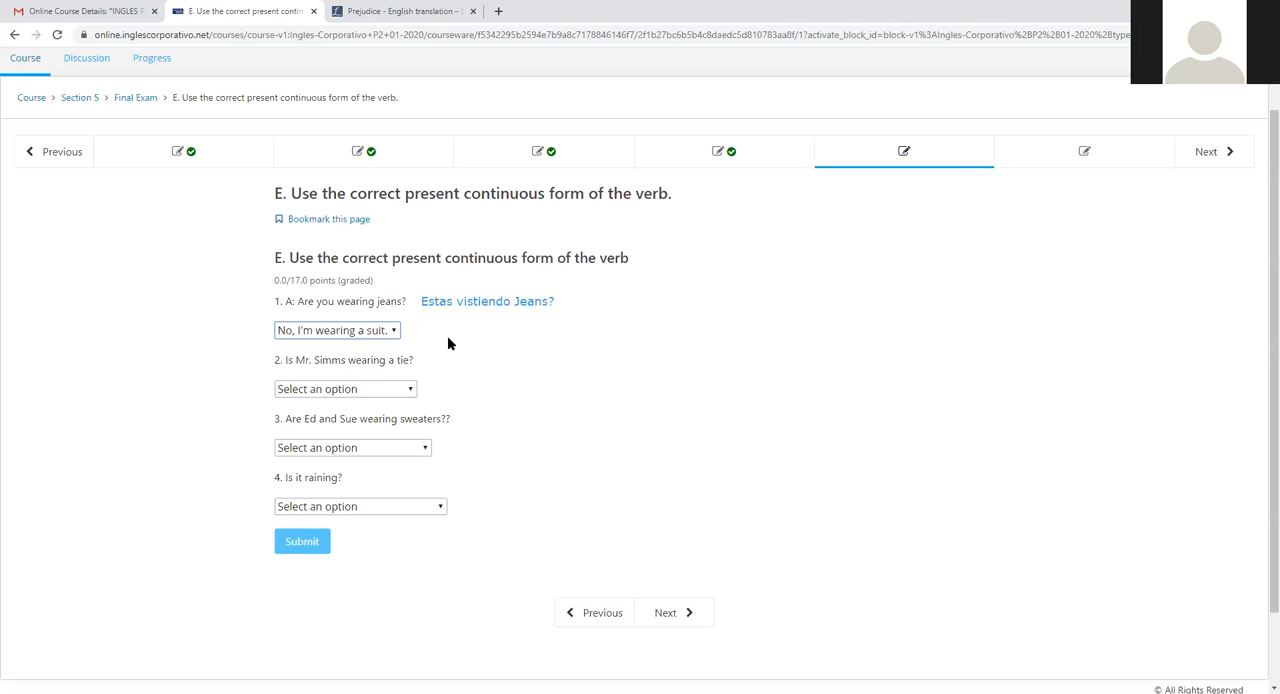 Online Course Details: "INGLES P
E. Use the correct present contin
Prejudice - English translation – L
online.inglescorporativo.net/courses/course-v1:Ingles-Corporativo+P2+01-2020/courseware/f5342295b2594e7b9a8c7178846146f7/2f1b27bc6b5b4c8daedc5d810783aa8f/1?activate_block_id=block-v1%3AIngles-Corporativo%2BP2%2B01-2020%2Btype
Course
Discussion
Progress
Course > Section 5 > Final Exam > E. Use the correct present continuous form of the verb.
Previous
Next
E. Use the correct present continuous form of the verb.
Bookmark this page
E. Use the correct present continuous form of the verb
0.0/17.0 points (graded)
1. A: Are you wearing jeans? Estas vistiendo Jeans?
No, I'm wearing a suit.
2. Is Mr. Simms wearing a tie?
Select an option
3. Are Ed and Sue wearing sweaters??
Select an option
4. Is it raining?
Select an option
Submit
Previous
Next
© All Rights Reserved